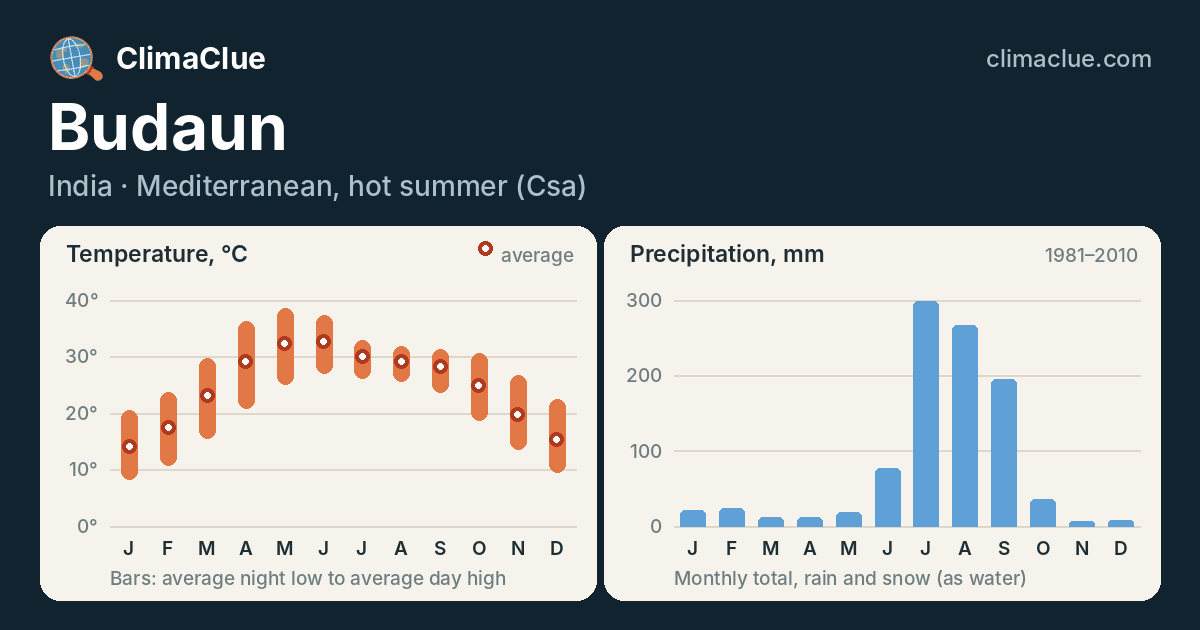 ClimaClue
climaclue.com
Budaun
India · Mediterranean, hot summer (Csa)
Temperature, °C
average
40°
30°
20°
10°
0°
J F M A M J J A S O N D
Bars: average night low to average day high
Precipitation, mm
1981–2010
300
200
100
0
J F M A M J J A S O N D
Monthly total, rain and snow (as water)